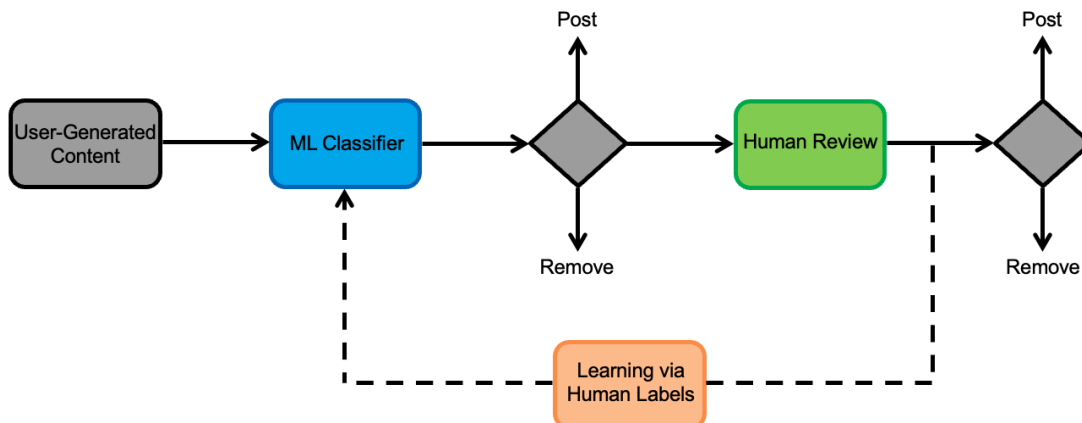 Post
Post
User-Generated
Content
ML Classifier
Human Review
Remove
Remove
Learning via
Human Labels